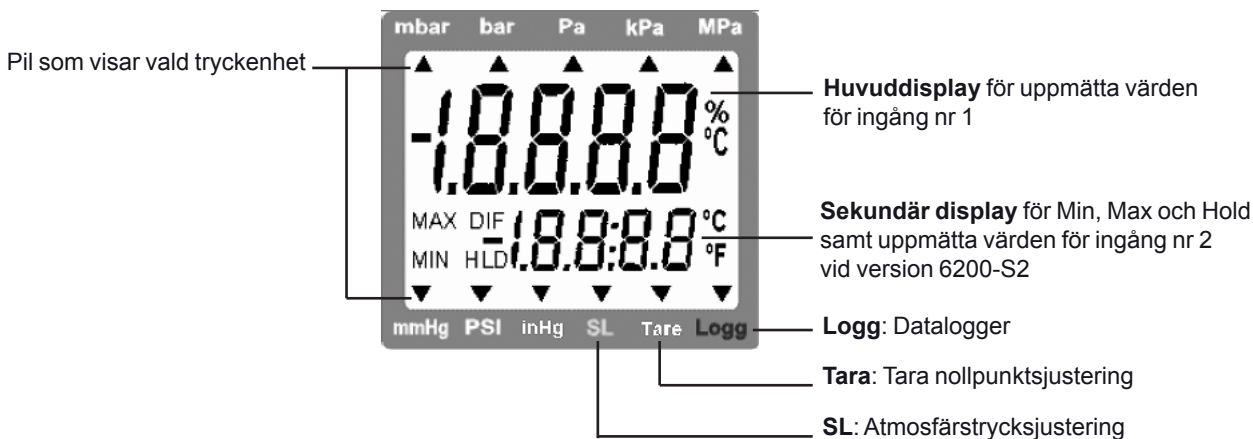 mbar bar Pa kPa MPa
Pil som visar vald tryckenhet
-1.8.8.8.8
%
°C
Huvuddisplay för uppmätta värden
för ingång nr 1
MAX DIF
MIN HLD
-1.8.8:8.8
°C
°F
Sekundär display för Min, Max och Hold
samt uppmätta värden för ingång nr 2
vid version 6200-S2
mmHg PSI inHg SL Tare Logg
Logg: Datalogger
Tara: Tara nollpunktsjustering
SL: Atmosfärstrycksjustering